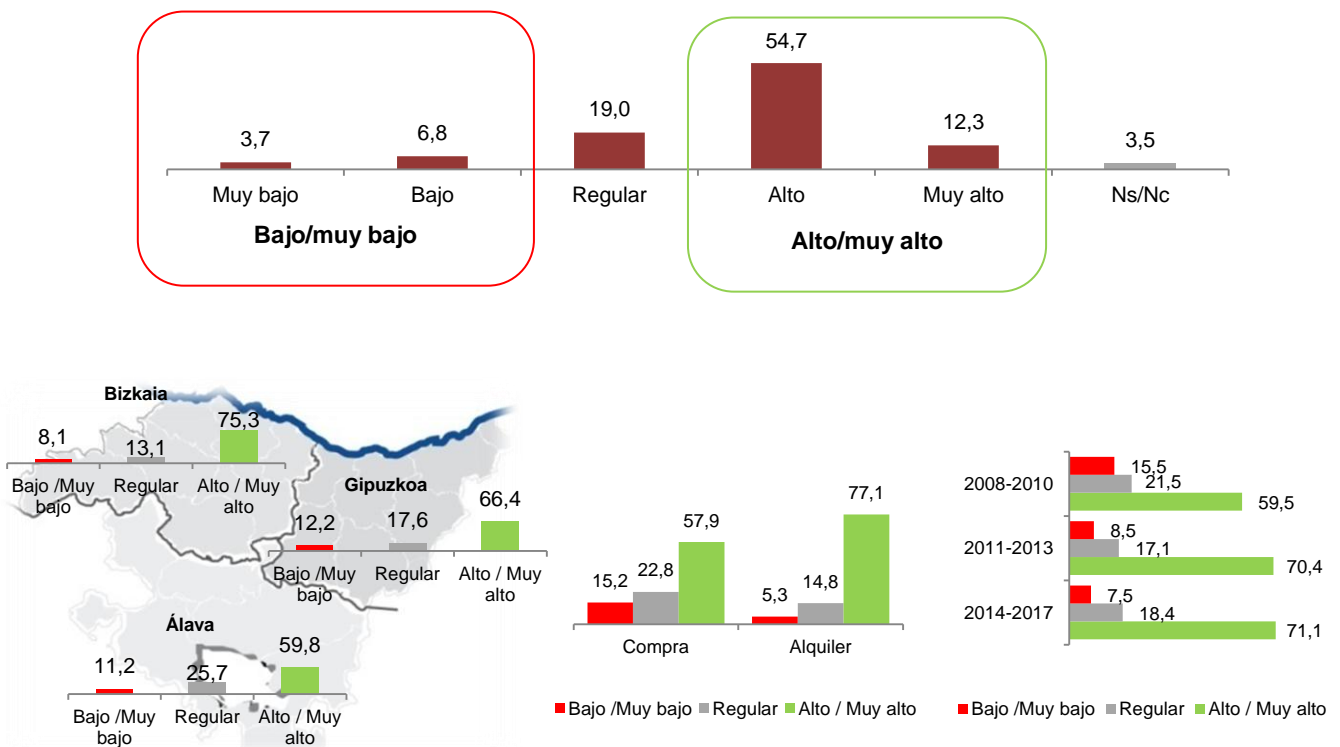 54,7
19,0
12,3
6,8
3,7
3,5
Muy bajo
Bajo
Regular
Alto
Muy alto
Ns/Nc
Bajo/muy bajo
Alto/muy alto
Bizkaia
75,3
8,1
13,1
Bajo /Muy
bajo
Regular
Alto / Muy
alto
Gipuzkoa
66,4
12,2
17,6
Bajo /Muy
bajo
Regular
Alto / Muy
alto
Álava
59,8
11,2
25,7
Bajo /Muy
bajo
Regular
Alto / Muy
alto
77,1
57,9
15,2
22,8
5,3
14,8
Compra
Alquiler
Bajo /Muy bajo
Regular
Alto / Muy alto
2008-2010
15,5
21,5
59,5
2011-2013
8,5
17,1
70,4
2014-2017
7,5
18,4
71,1
Bajo /Muy bajo
Regular
Alto / Muy alto